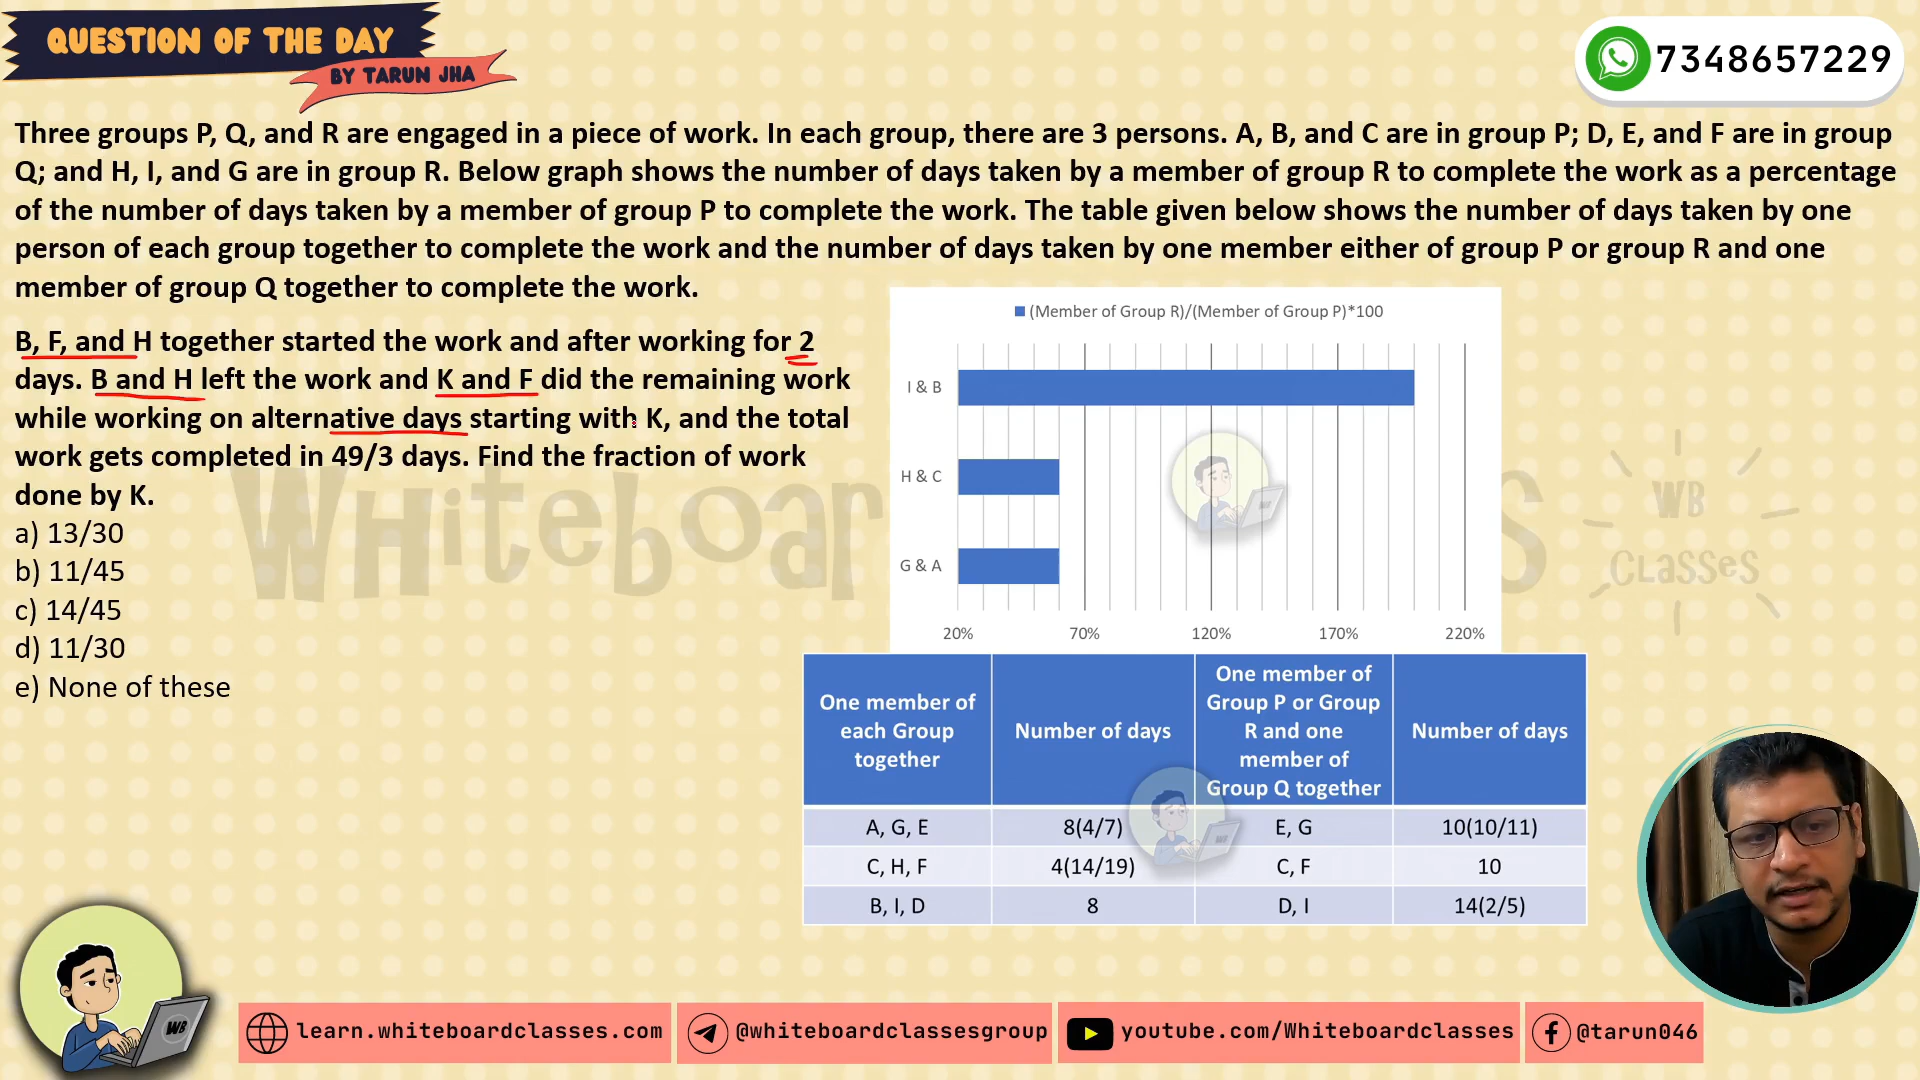 QUESTION OF THE DAY
BY TARUN JHA
7348657229
Three groups P, Q, and R are engaged in a piece of work. In each group, there are 3 persons. A, B, and C are in group P; D, E, and F are in group
Q; and H, I, and G are in group R. Below graph shows the number of days taken by a member of group R to complete the work as a percentage
of the number of days taken by a member of group P to complete the work. The table given below shows the number of days taken by one
person of each group together to complete the work and the number of days taken by one member either of group P or group R and one
member of group Q together to complete the work.
B, F, and H together started the work and after working for 2
days. B and H left the work and K and F did the remaining work
while working on alternative days starting with K, and the total
work gets completed in 49/3 days. Find the fraction of work
done by K.
a) 13/30
b) 11/45
c) 14/45
d) 11/30
e) None of these
(Member of Group R)/(Member of Group P)*100
I & B
H & C
G & A
20% 70% 120% 170% 220%
One member of each Group together | Number of days | One member of Group P or Group R and one member of Group Q together | Number of days
A, G, E | 8(4/7) | E, G | 10(10/11)
C, H, F | 4(14/19) | C, F | 10
B, I, D | 8 | D, I | 14(2/5)
Whiteboar
S
WB
Classes
WB
learn.whiteboardclasses.com
@whiteboardclassesgroup
youtube.com/Whiteboardclasses
@tarun046